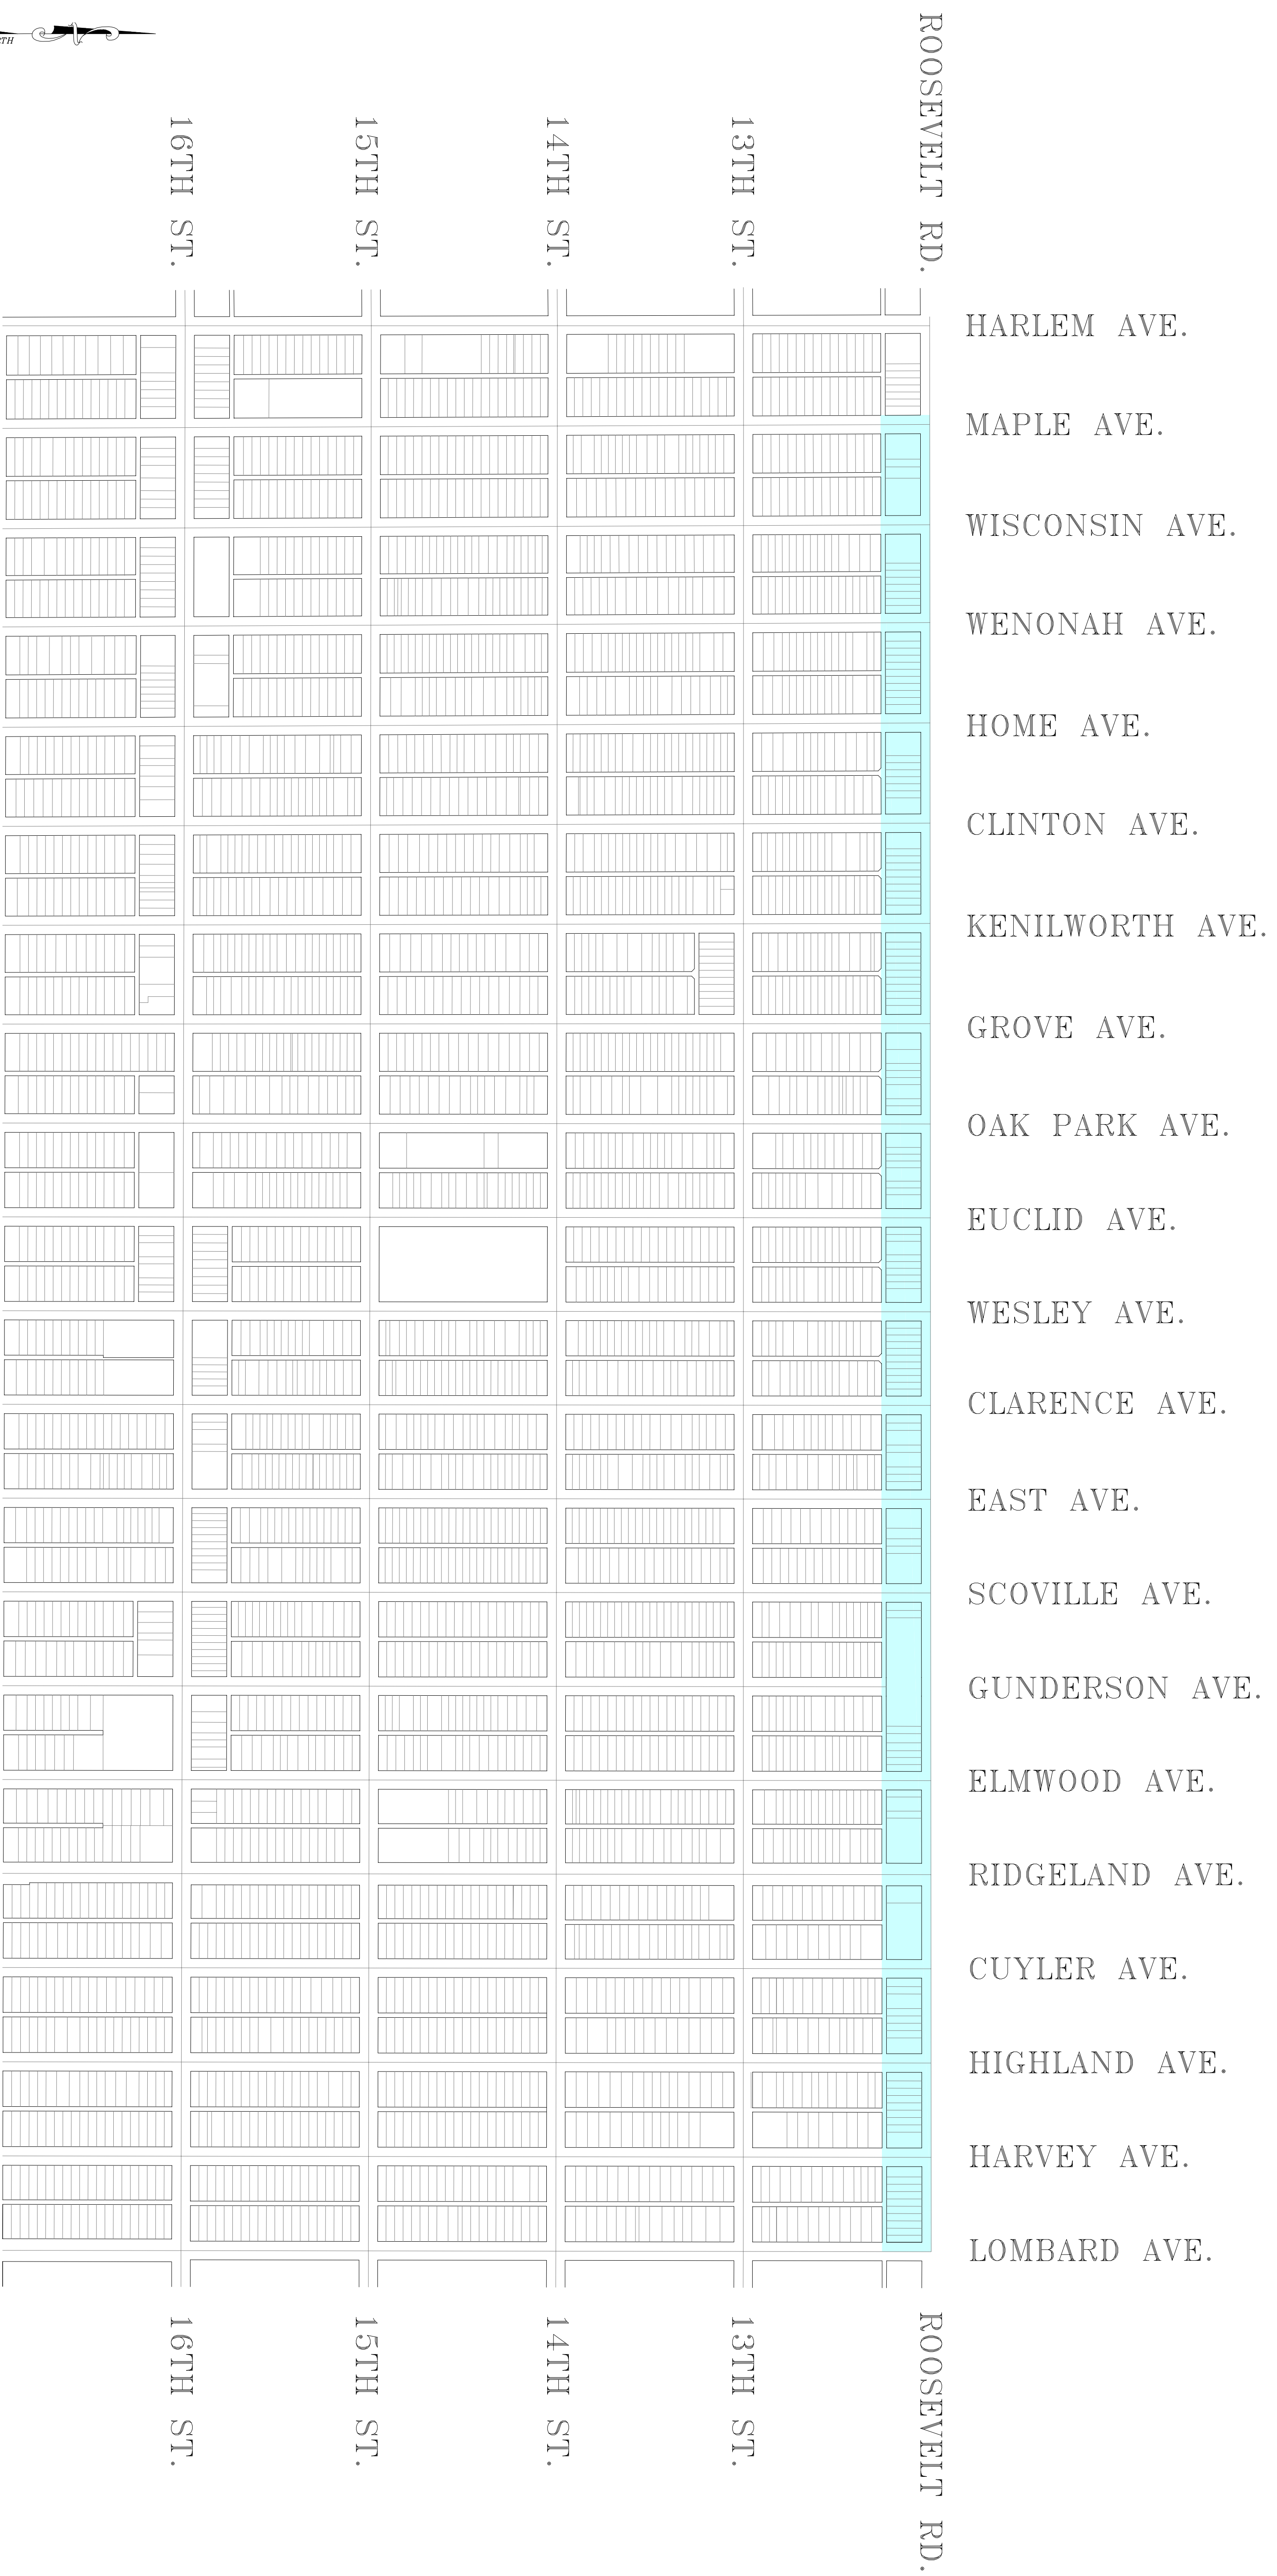 ROOSEVELT RD.
16TH ST.
15TH ST.
14TH ST.
13TH ST.
HARLEM AVE.
MAPLE AVE.
WISCONSIN AVE.
WENONAH AVE.
HOME AVE.
CLINTON AVE.
KENILWORTH AVE.
GROVE AVE.
OAK PARK AVE.
EUCLID AVE.
WESLEY AVE.
CLARENCE AVE.
EAST AVE.
SCOVILLE AVE.
GUNDERSON AVE.
ELMWOOD AVE.
RIDGELAND AVE.
CUYLER AVE.
HIGHLAND AVE.
HARVEY AVE.
LOMBARD AVE.
16TH ST.
15TH ST.
14TH ST.
13TH ST.
ROOSEVELT RD.